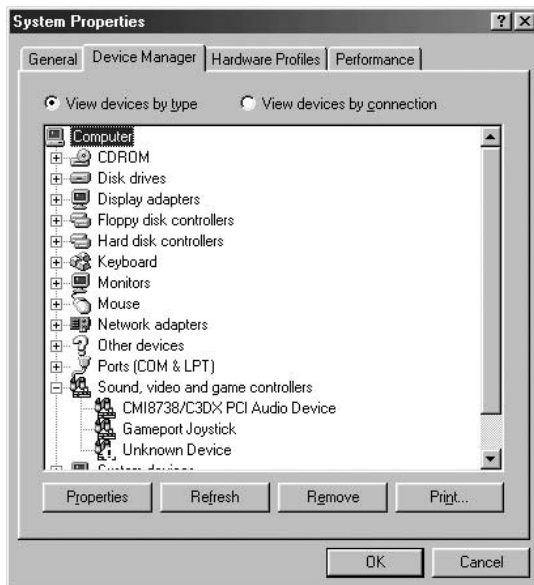 System Properties
General Device Manager Hardware Profiles Performance
View devices by type View devices by connection
Computer
CDROM
Disk drives
Display adapters
Floppy disk controllers
Hard disk controllers
Keyboard
Monitors
Mouse
Network adapters
Other devices
Ports (COM & LPT)
Sound, video and game controllers
CMI8738/C3DX PCI Audio Device
Gameport Joystick
Unknown Device
System devices
Properties Refresh Remove Print...
OK Cancel